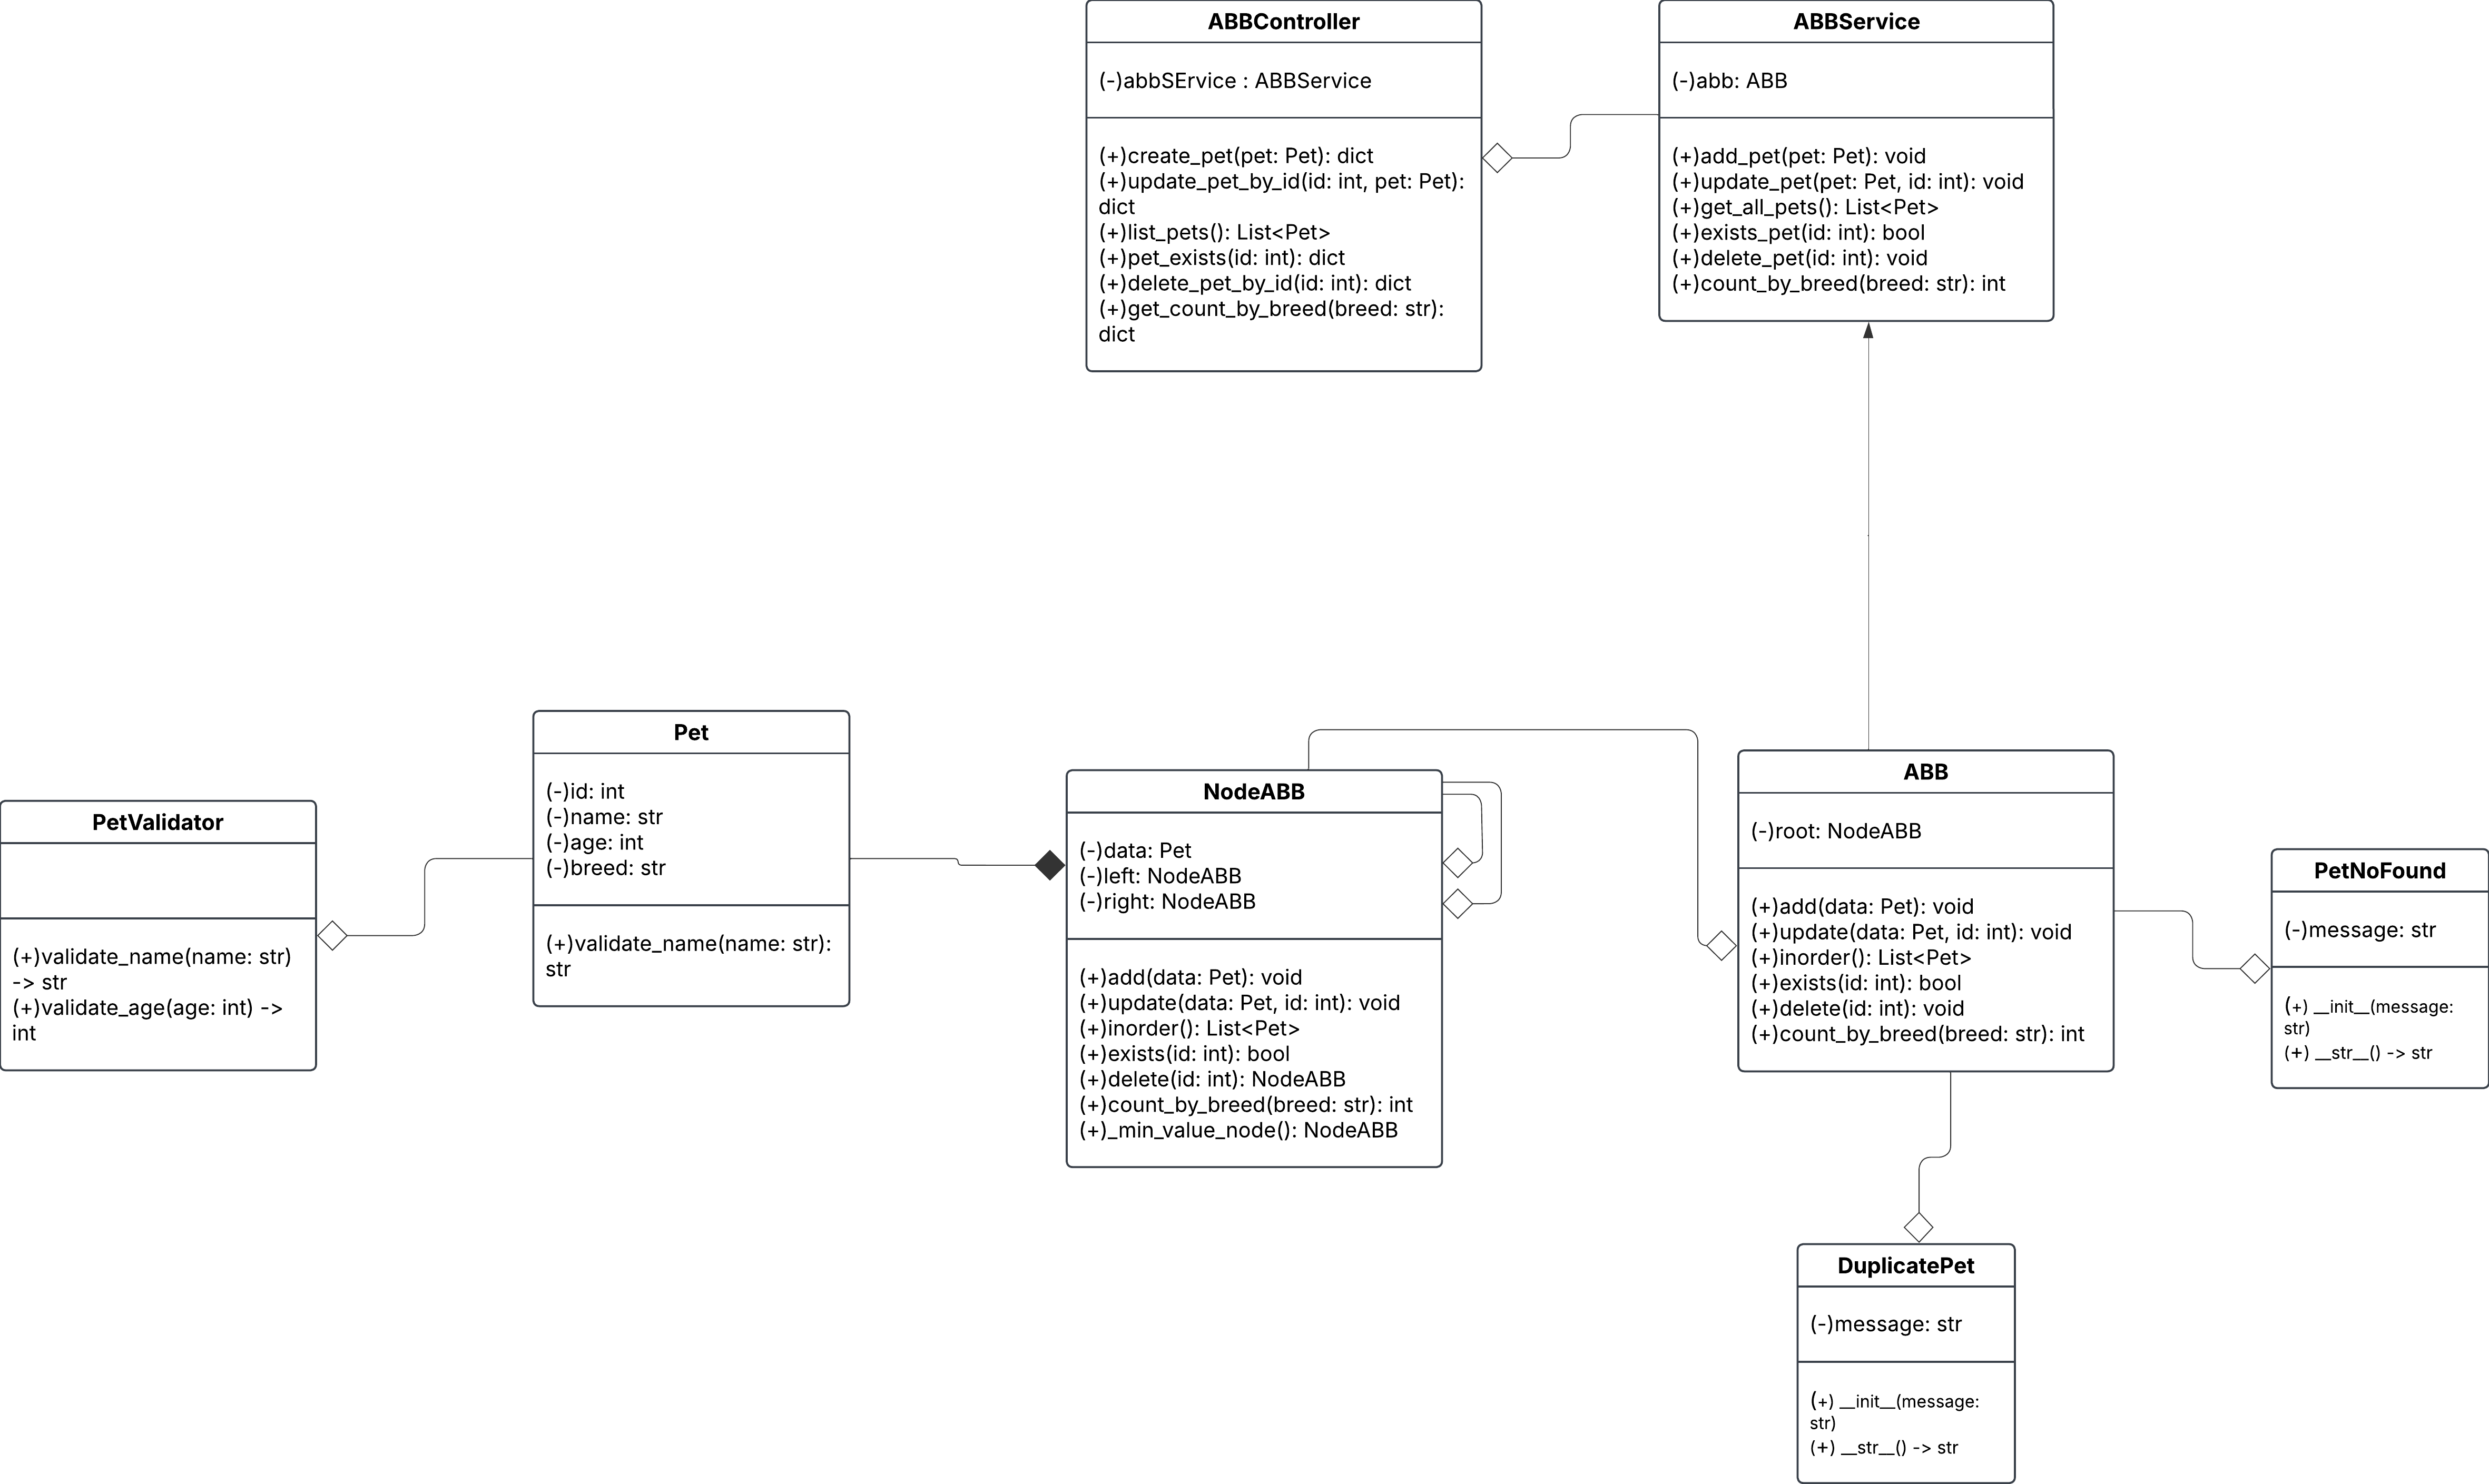 ABBController
(-)abbSErvice : ABBService
(+)create_pet(pet: Pet): dict
(+)update_pet_by_id(id: int, pet: Pet):
dict
(+)list_pets(): List<Pet>
(+)pet_exists(id: int): dict
(+)delete_pet_by_id(id: int): dict
(+)get_count_by_breed(breed: str):
dict
ABBService
(-)abb: ABB
(+)add_pet(pet: Pet): void
(+)update_pet(pet: Pet, id: int): void
(+)get_all_pets(): List<Pet>
(+)exists_pet(id: int): bool
(+)delete_pet(id: int): void
(+)count_by_breed(breed: str): int
PetValidator
(+)validate_name(name: str)
-> str
(+)validate_age(age: int) ->
int
Pet
(-)id: int
(-)name: str
(-)age: int
(-)breed: str
(+)validate_name(name: str):
str
NodeABB
(-)data: Pet
(-)left: NodeABB
(-)right: NodeABB
(+)add(data: Pet): void
(+)update(data: Pet, id: int): void
(+)inorder(): List<Pet>
(+)exists(id: int): bool
(+)delete(id: int): NodeABB
(+)count_by_breed(breed: str): int
(+)_min_value_node(): NodeABB
ABB
(-)root: NodeABB
(+)add(data: Pet): void
(+)update(data: Pet, id: int): void
(+)inorder(): List<Pet>
(+)exists(id: int): bool
(+)delete(id: int): void
(+)count_by_breed(breed: str): int
PetNoFound
(-)message: str
(+) __init__(message:
str)
(+) __str__() -> str
DuplicatePet
(-)message: str
(+) __init__(message:
str)
(+) __str__() -> str